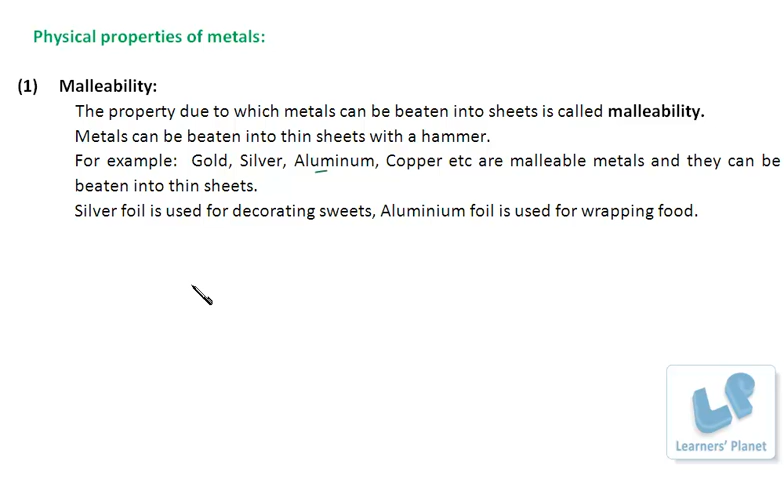 Physical properties of metals:
(1) Malleability:
The property due to which metals can be beaten into sheets is called malleability.
Metals can be beaten into thin sheets with a hammer.
For example: Gold, Silver, Aluminum, Copper etc are malleable metals and they can be
beaten into thin sheets.
Silver foil is used for decorating sweets, Aluminium foil is used for wrapping food.
LP
Learners' Planet